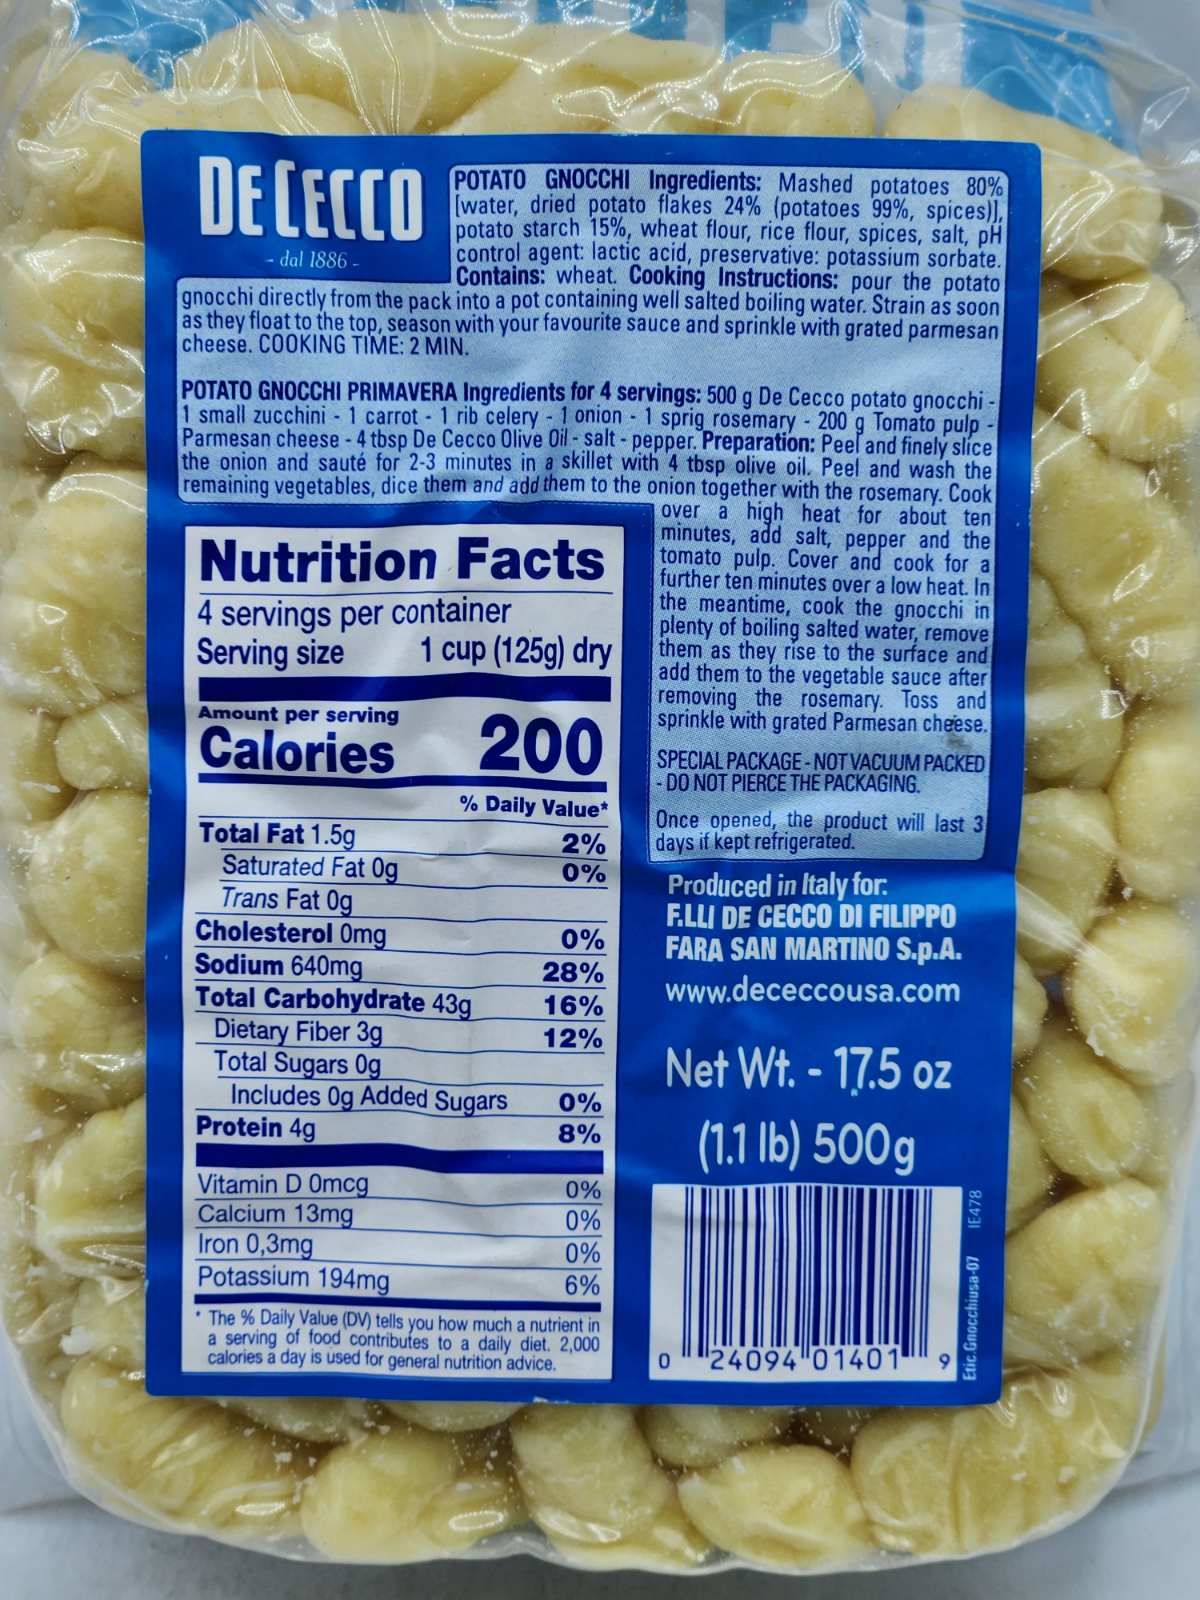 DE CECCO
- dal 1886 -
POTATO GNOCCHI Ingredients: Mashed potatoes 80%
[water, dried potato flakes 24% (potatoes 99%, spices)],
potato starch 15%, wheat flour, rice flour, spices, salt, pH
control agent: lactic acid, preservative: potassium sorbate.
Contains: wheat. Cooking Instructions: pour the potato
gnocchi directly from the pack into a pot containing well salted boiling water. Strain as soon
as they float to the top, season with your favourite sauce and sprinkle with grated parmesan
cheese. COOKING TIME: 2 MIN.
POTATO GNOCCHI PRIMAVERA Ingredients for 4 servings: 500 g De Cecco potato gnocchi -
1 small zucchini - 1 carrot - 1 rib celery - 1 onion - 1 sprig rosemary - 200 g Tomato pulp -
Parmesan cheese - 4 tbsp De Cecco Olive Oil - salt - pepper. Preparation: Peel and finely slice
the onion and sauté for 2-3 minutes in a skillet with 4 tbsp olive oil. Peel and wash the
remaining vegetables, dice them and add them to the onion together with the rosemary. Cook
over a high heat for about ten
minutes, add salt, pepper and the
tomato pulp. Cover and cook for a
further ten minutes over a low heat. In
the meantime, cook the gnocchi in
plenty of boiling salted water, remove
them as they rise to the surface and
add them to the vegetable sauce after
removing the rosemary. Toss and
sprinkle with grated Parmesan cheese.
SPECIAL PACKAGE - NOT VACUUM PACKED
- DO NOT PIERCE THE PACKAGING.
Once opened, the product will last 3
days if kept refrigerated.
Nutrition Facts
4 servings per container
Serving size 1 cup (125g) dry
Amount per serving
Calories 200
% Daily Value*
Total Fat 1.5g 2%
Saturated Fat 0g 0%
Trans Fat 0g
Cholesterol 0mg 0%
Sodium 640mg 28%
Total Carbohydrate 43g 16%
Dietary Fiber 3g 12%
Total Sugars 0g
Includes 0g Added Sugars 0%
Protein 4g 8%
Vitamin D 0mcg 0%
Calcium 13mg 0%
Iron 0,3mg 0%
Potassium 194mg 6%
* The % Daily Value (DV) tells you how much a nutrient in
a serving of food contributes to a daily diet. 2,000
calories a day is used for general nutrition advice.
Produced in Italy for:
F.LLI DE CECCO DI FILIPPO
FARA SAN MARTINO S.p.A.
www.dececcousa.com
Net Wt. - 17.5 oz
(1.1 lb) 500g
0 24094 01401 9
Etic.Gnocchiusa-07 IE478